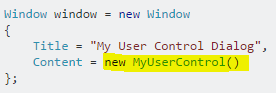 Window window = new Window
{
    Title = "My User Control Dialog",
    Content = new MyUserControl()
};